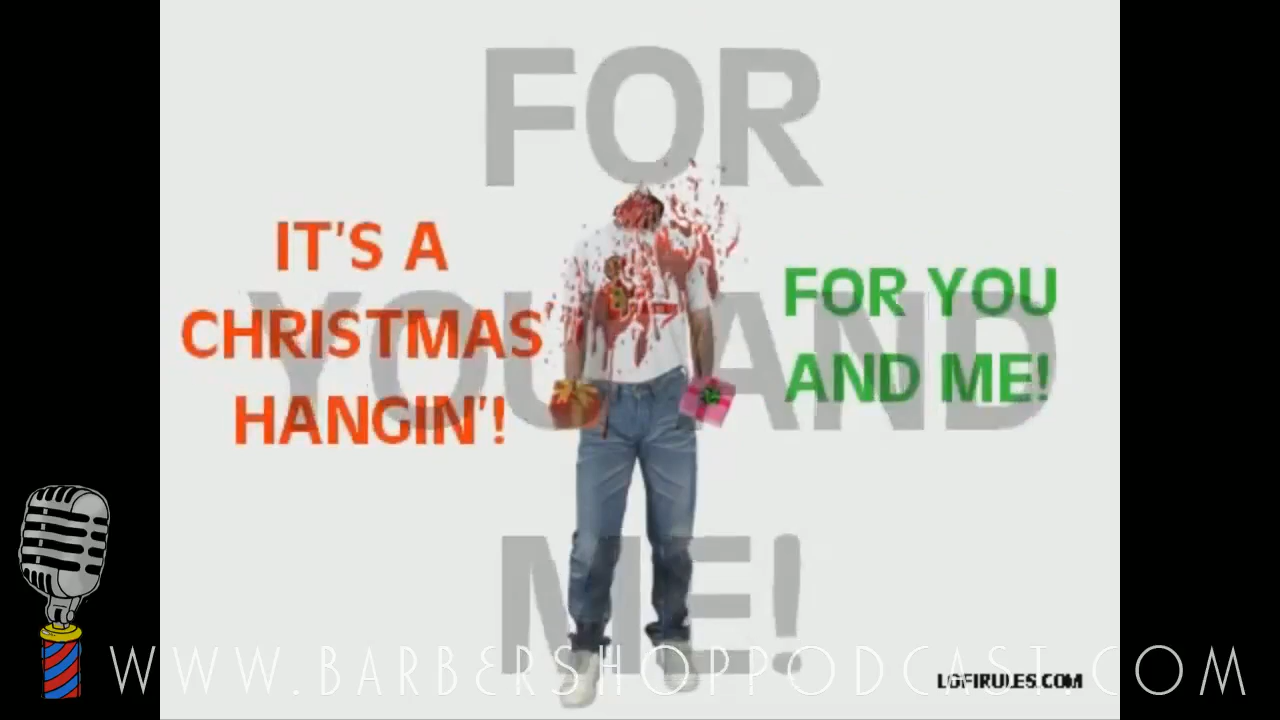 FOR
YOU AND
ME!
IT'S A
CHRISTMAS
HANGIN'!
FOR YOU
AND ME!
WWW.BARBERSHOPPODCAST.COM
LOFIRULES.COM